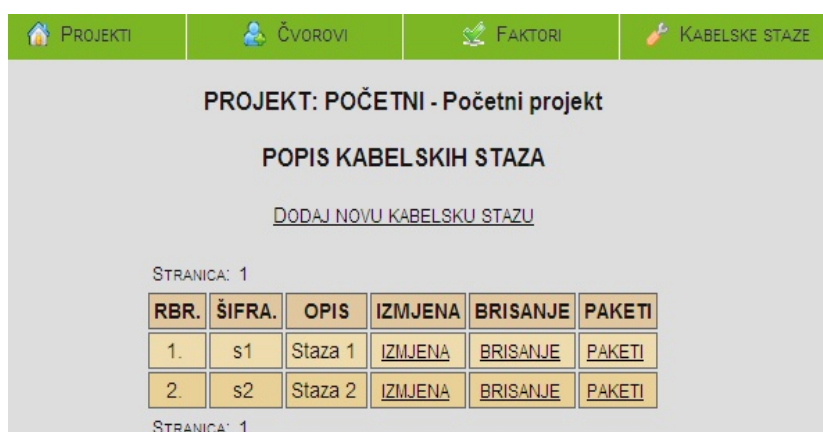 PROJEKTI ČVOROVI FAKTORI KABELSKE STAZE
PROJEKT: POČETNI - Početni projekt
POPIS KABELSKIH STAZA
DODAJ NOVU KABELSKU STAZU
STRANICA: 1
RBR. ŠIFRA. OPIS IZMJENA BRISANJE PAKETI
1. s1 Staza 1 IZMJENA BRISANJE PAKETI
2. s2 Staza 2 IZMJENA BRISANJE PAKETI
STRANICA: 1